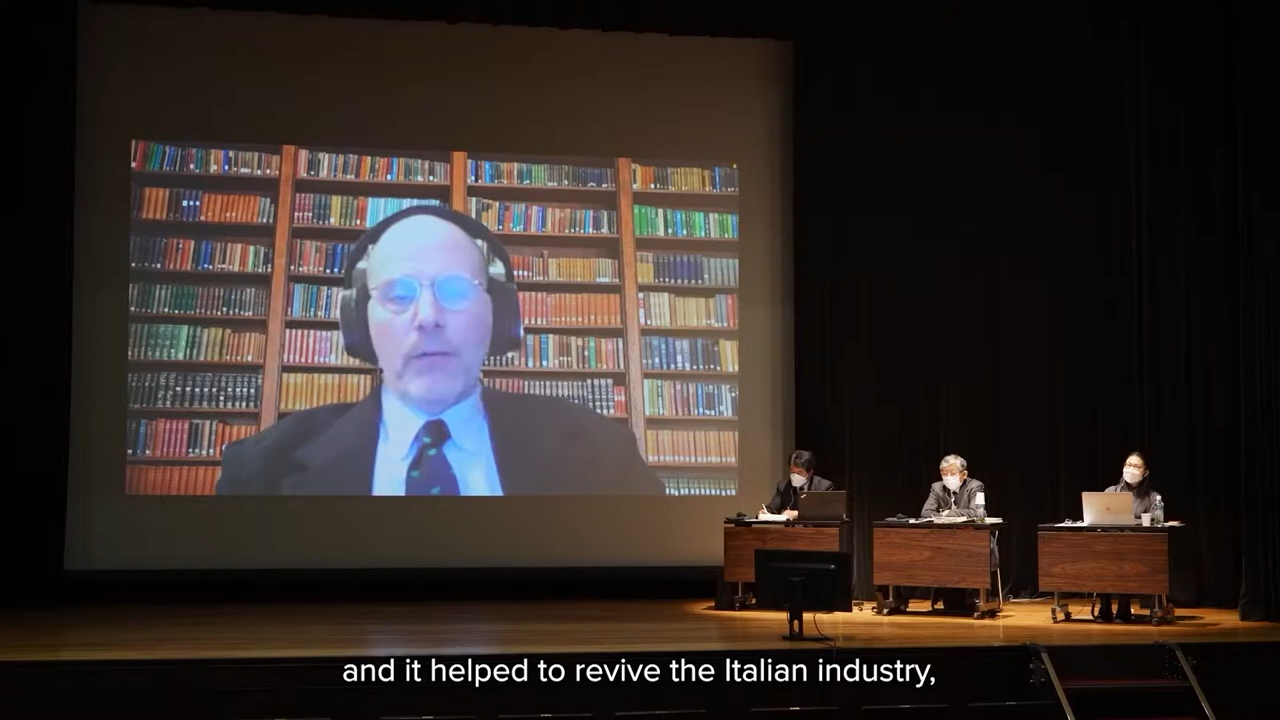 and it helped to revive the Italian industry,